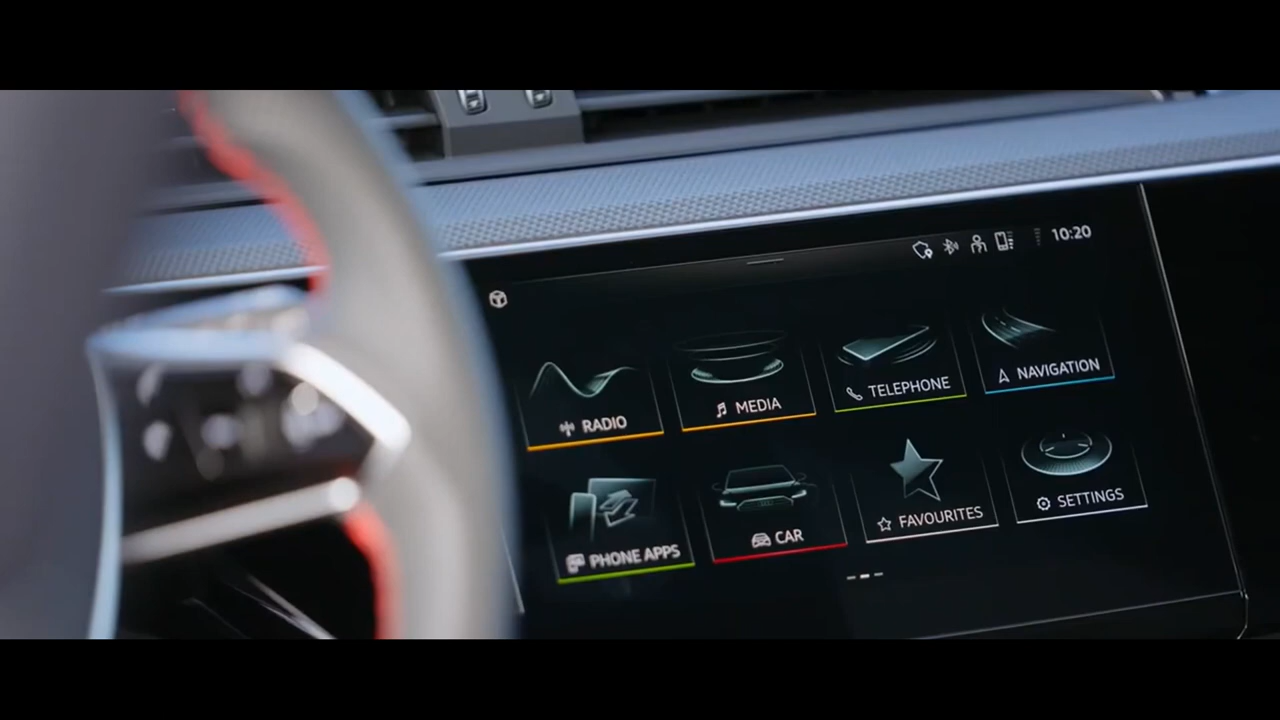 10:20
RADIO
MEDIA
TELEPHONE
NAVIGATION
PHONE APPS
CAR
FAVOURITES
SETTINGS